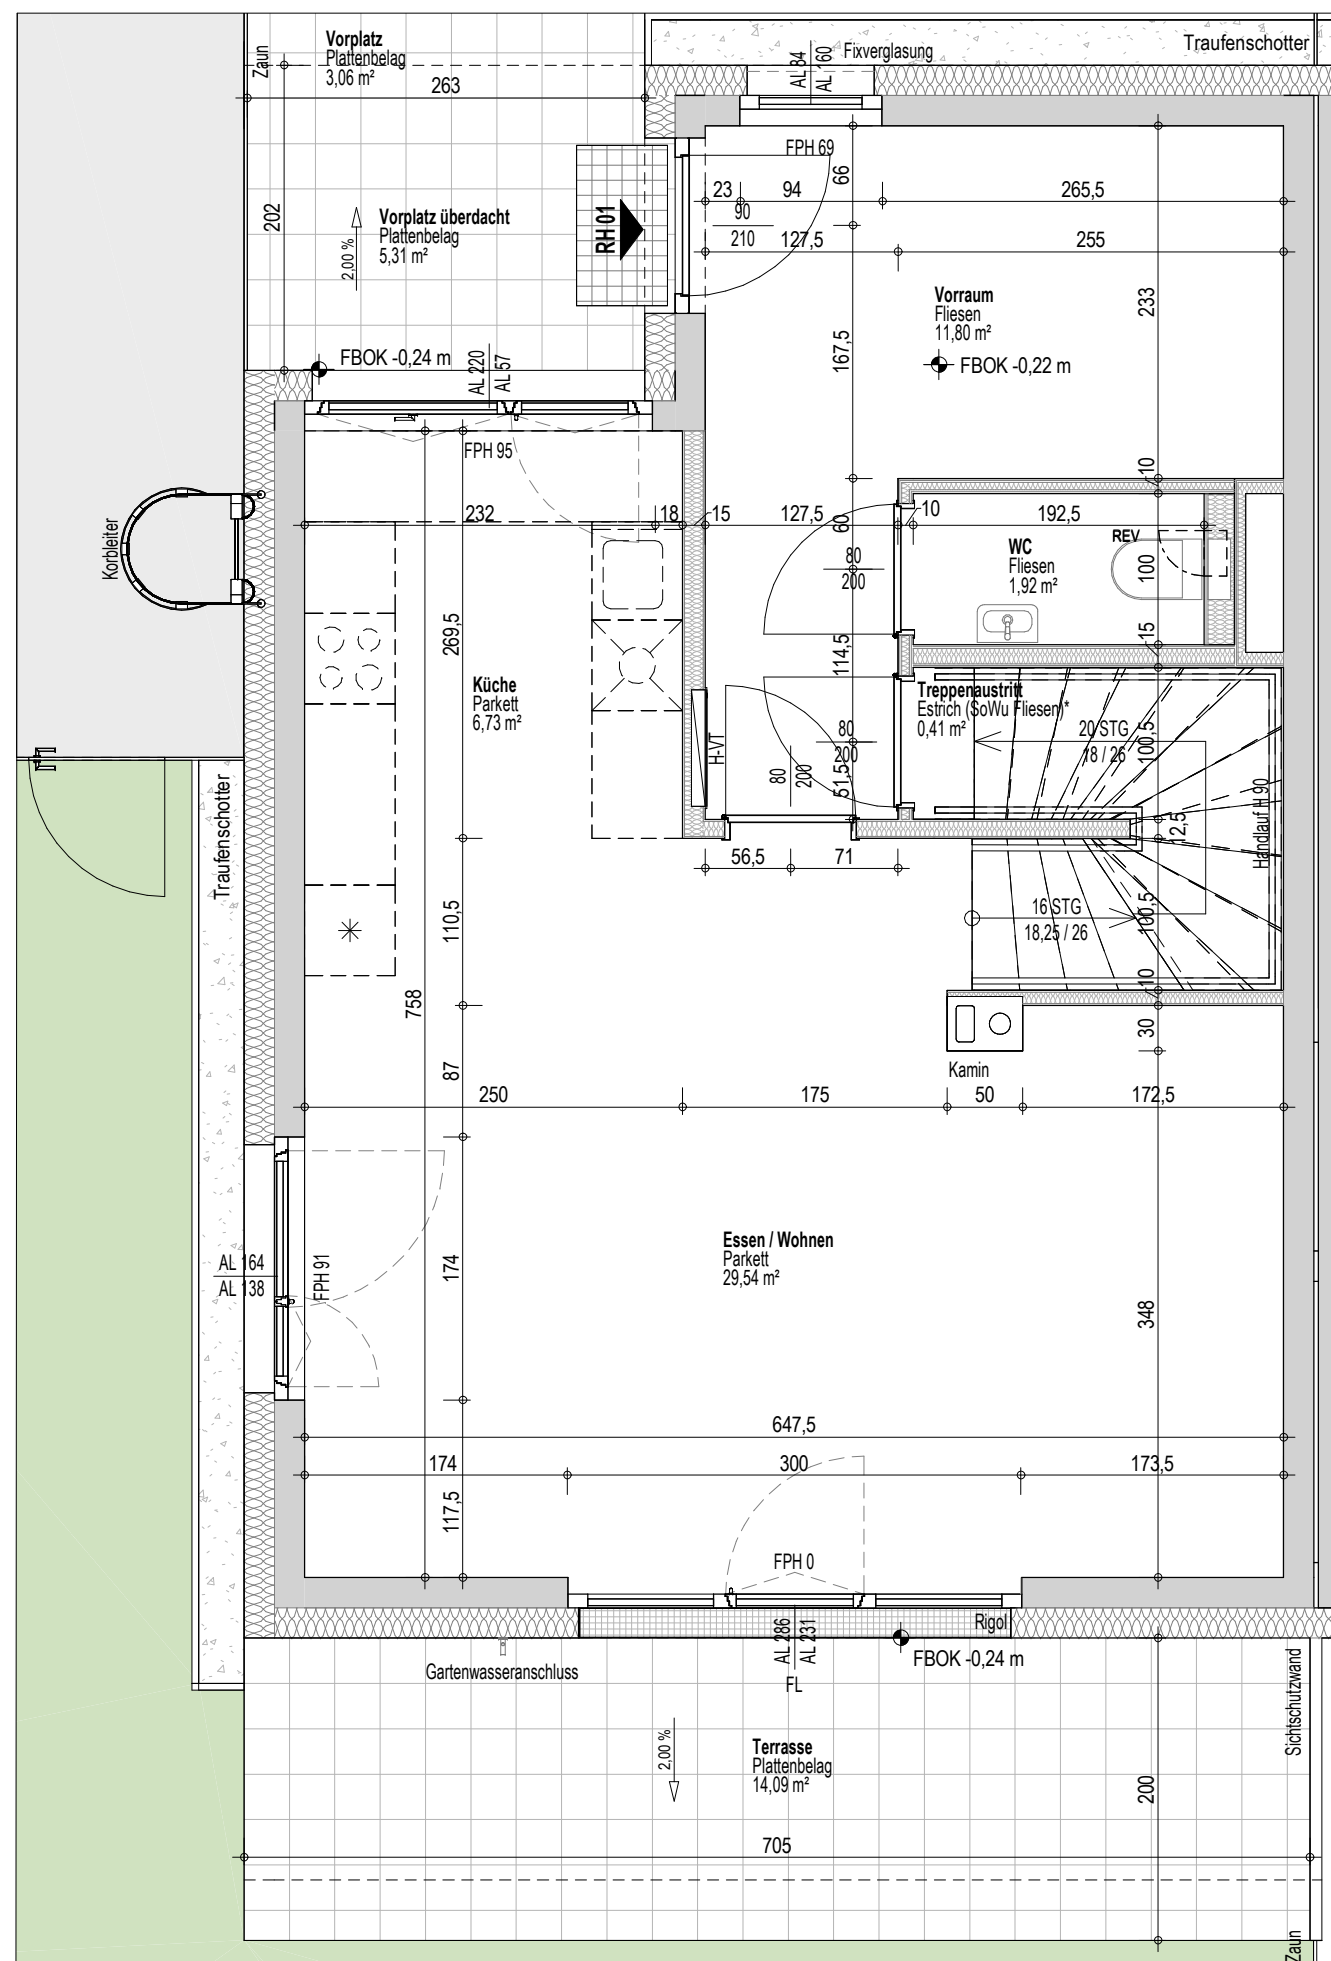 Zaun
Vorplatz
Plattenbelag
3,06 m²
263
Fixverglasung
Traufenschotter
AL 84
AL 160
FPH 69
66
23
94
265,5
90
210
127,5
255
202
2,00 %
Vorplatz überdacht
Plattenbelag
5,31 m²
RH 01
Vorraum
Fliesen
11,80 m²
233
167,5
FBOK -0,24 m
FBOK -0,22 m
AL 220
AL 57
FPH 95
10
232
18
15
127,5
60
10
192,5
Korbleiter
WC
Fliesen
1,92 m²
REV
100
80
200
269,5
114,5
15
Küche
Parkett
6,73 m²
Treppenaustritt
Estrich (SoWu Fliesen)*
0,41 m²
20 STG
18 / 26
100,5
H-VT
80
200
80
200
51,5
Handlauf H 90
12,5
Traufenschotter
56,5
71
110,5
16 STG
18,25 / 26
100,5
10
758
30
87
Kamin
250
175
50
172,5
AL 164
AL 138
FPH 91
174
Essen / Wohnen
Parkett
29,54 m²
348
647,5
174
300
173,5
117,5
FPH 0
AL 286
AL 231
FL
Rigol
FBOK -0,24 m
Gartenwasseranschluss
Sichtschutzwand
2,00 %
Terrasse
Plattenbelag
14,09 m²
200
705
Zaun